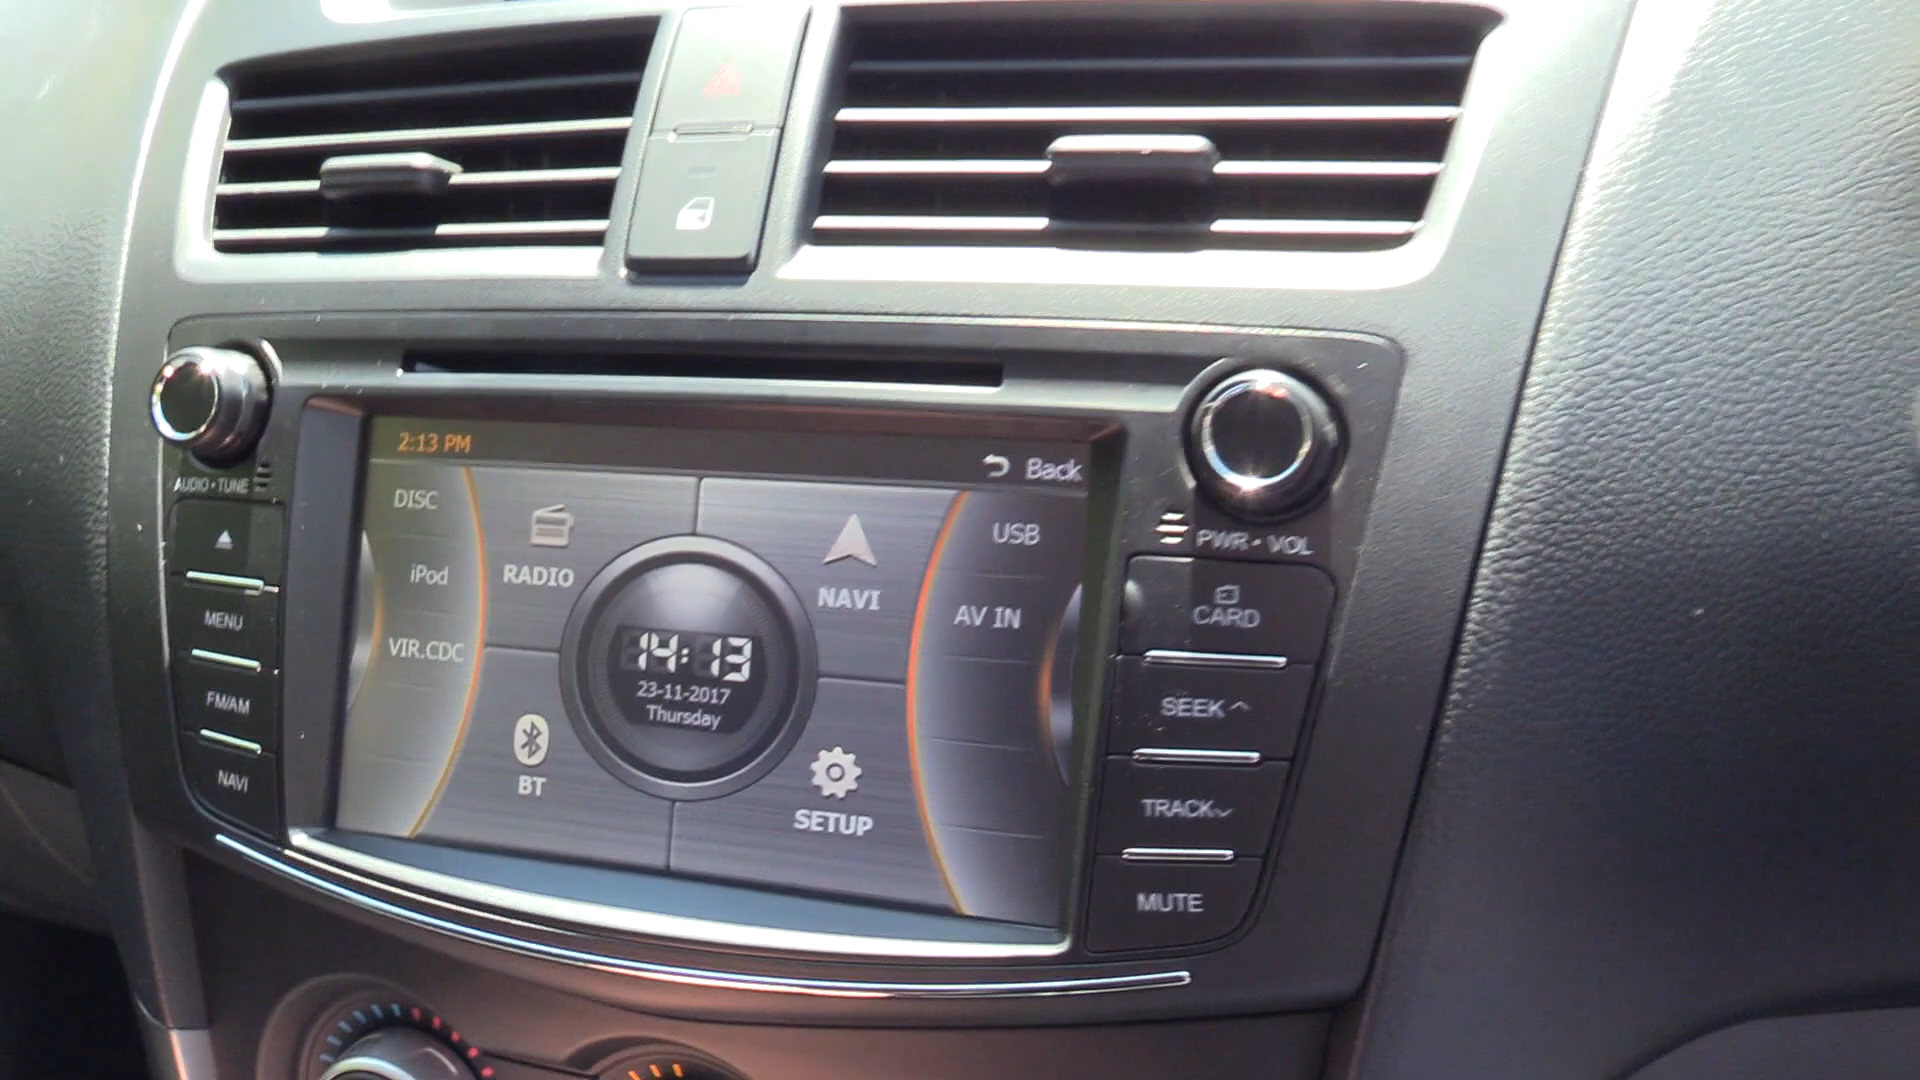 AUDIO•TUNE
MENU
FM/AM
NAVI
2:13 PM
Back
DISC
iPod
VIR.CDC
RADIO
NAVI
14:13
23-11-2017
Thursday
BT
SETUP
USB
AV IN
PWR•VOL
CARD
SEEK
TRACK
MUTE